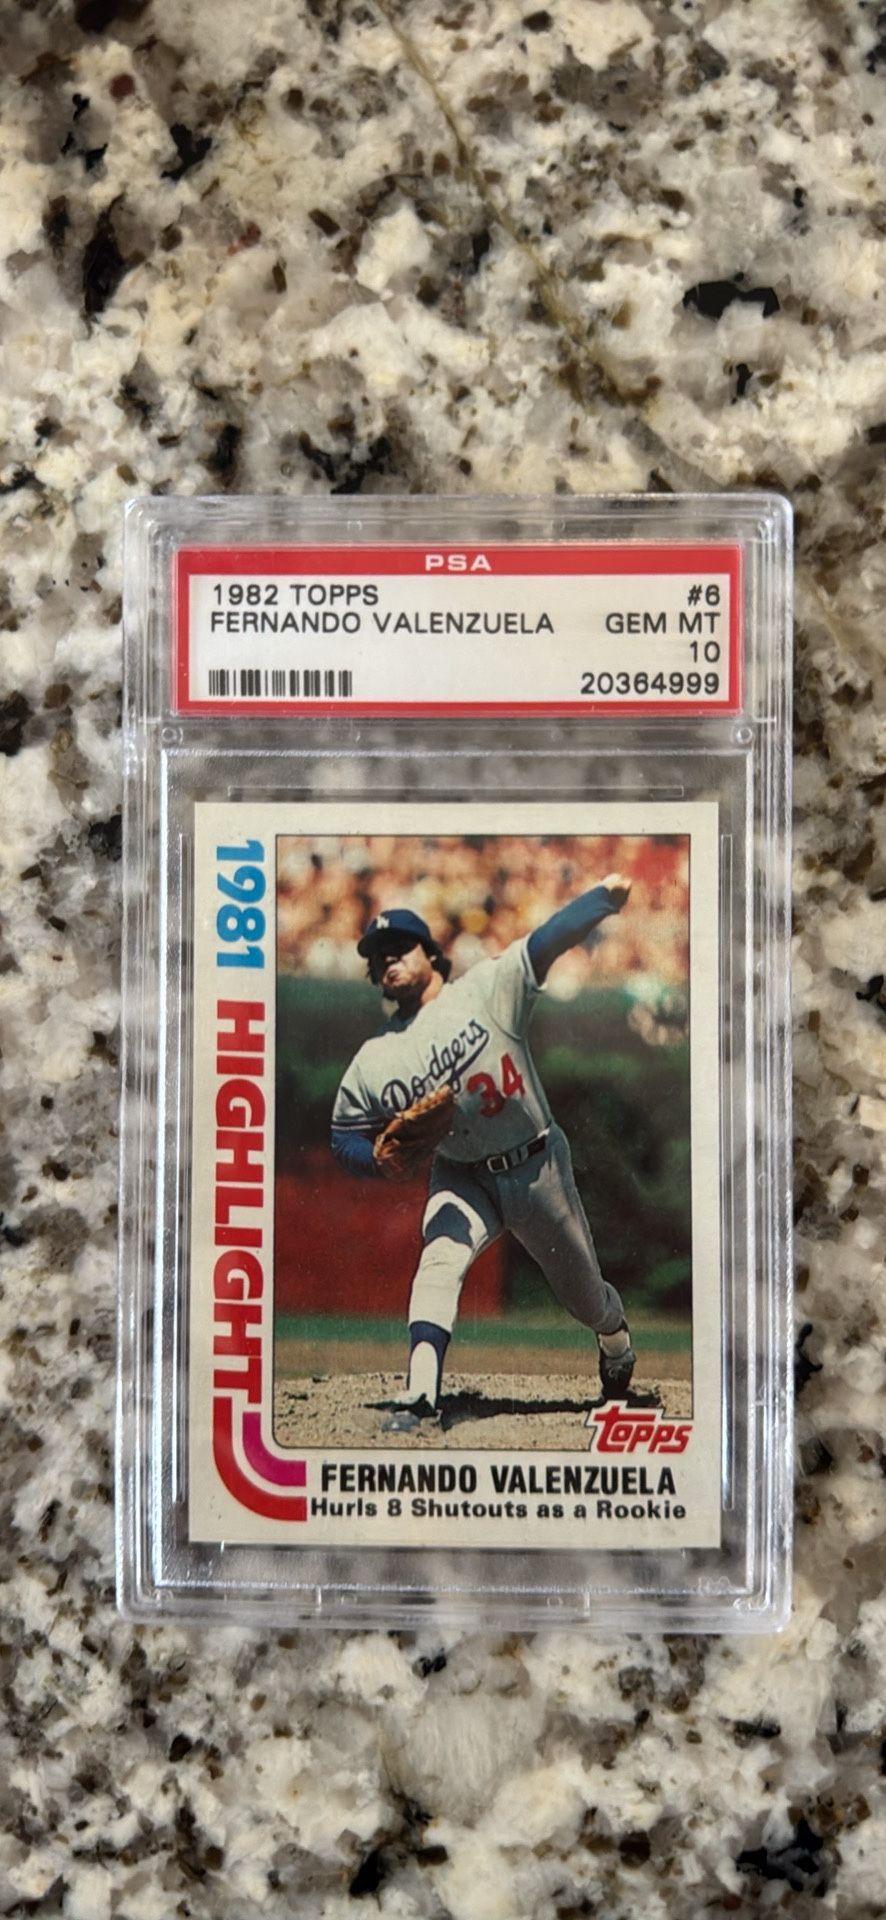 PSA
1982 TOPPS #6
FERNANDO VALENZUELA GEM MT
10
20364999
1981 HIGHLIGHT
LA
Dodgers
34
Topps
FERNANDO VALENZUELA
Hurls 8 Shutouts as a Rookie